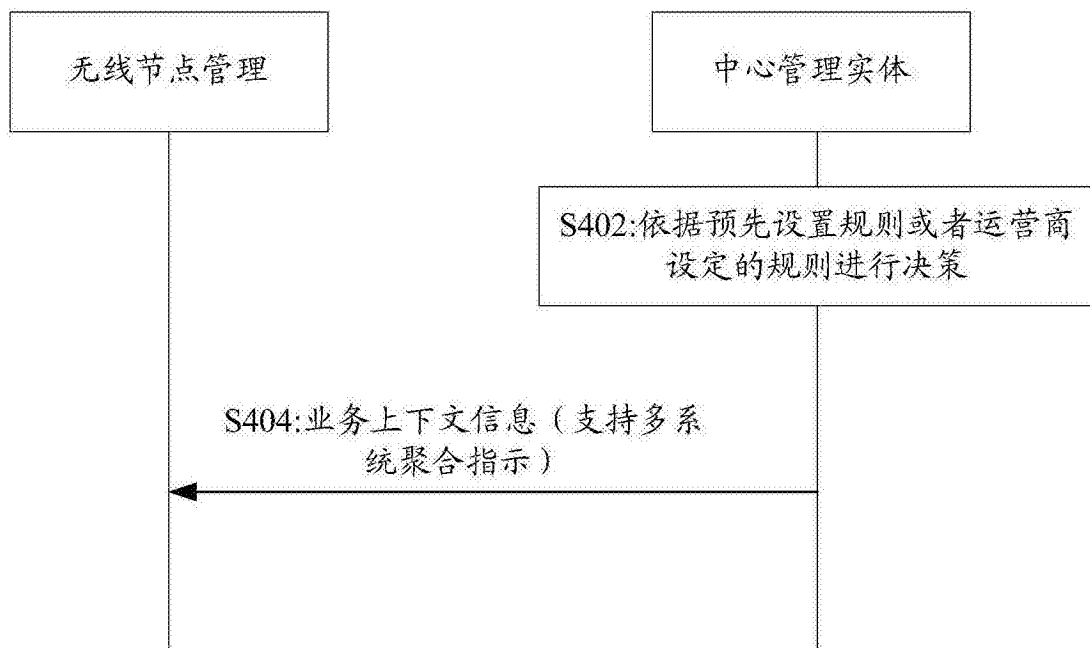 无线节点管理
中心管理实体
S402:依据预先设置规则或者运营商
设定的规则进行决策
S404:业务上下文信息（支持多系
统聚合指示）